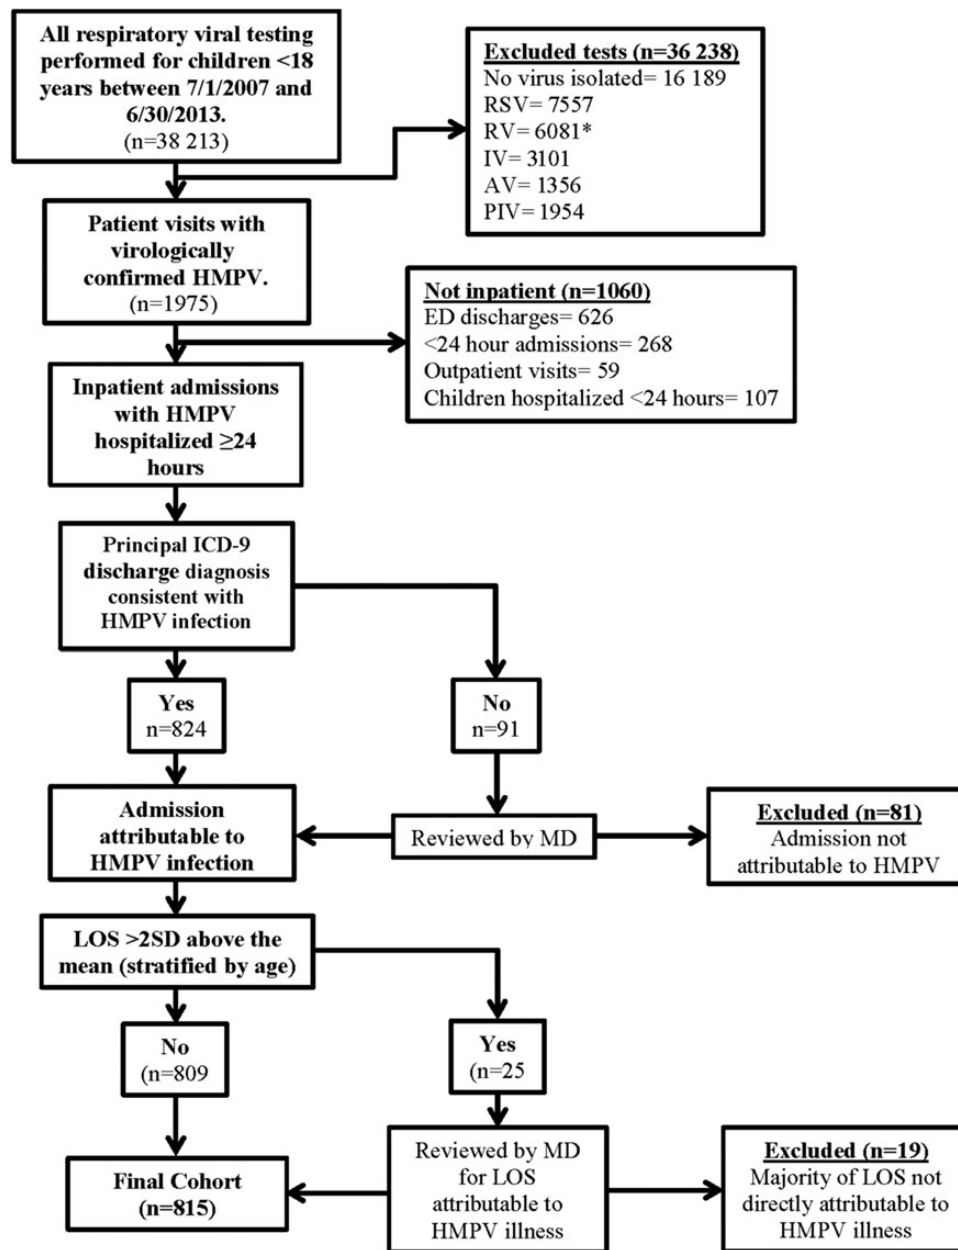 All respiratory viral testing
performed for children <18
years between 7/1/2007 and
6/30/2013.
(n=38 213)
Excluded tests (n=36 238)
No virus isolated= 16 189
RSV= 7557
RV= 6081*
IV= 3101
AV= 1356
PIV= 1954
Patient visits with
virologically
confirmed HMPV.
(n=1975)
Not inpatient (n=1060)
ED discharges= 626
<24 hour admissions= 268
Outpatient visits= 59
Children hospitalized <24 hours= 107
Inpatient admissions
with HMPV
hospitalized ≥24
hours
Principal ICD-9
discharge diagnosis
consistent with
HMPV infection
Yes
n=824
No
n=91
Admission
attributable to
HMPV infection
Reviewed by MD
Excluded (n=81)
Admission not
attributable to HMPV
LOS >2SD above the
mean (stratified by age)
No
(n=809
Yes
(n=25
Final Cohort
(n=815)
Reviewed by MD
for LOS
attributable to
HMPV illness
Excluded (n=19)
Majority of LOS not
directly attributable to
HMPV illness